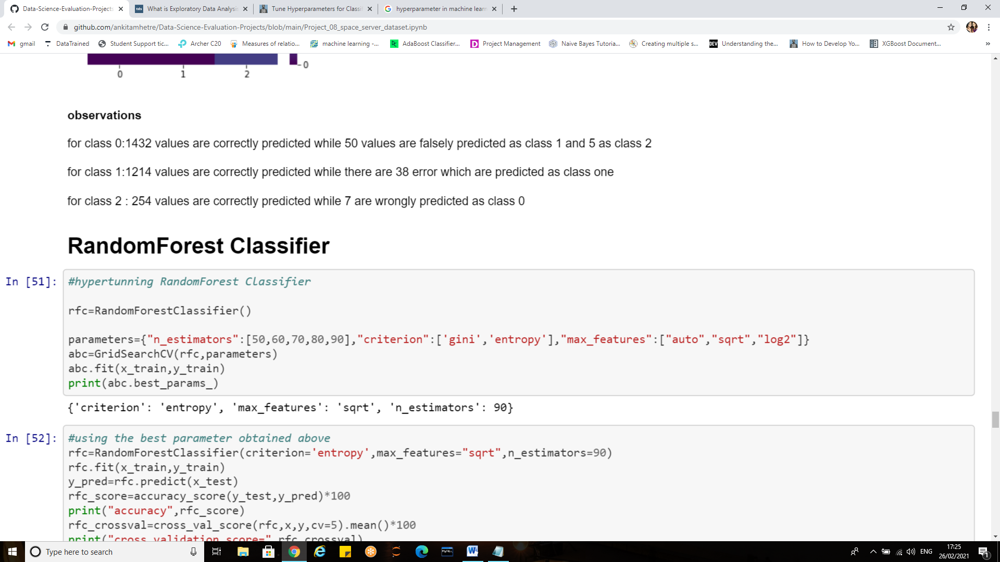 Data-Science-Evaluation-Projects
What is Exploratory Data Analysis
Tune Hyperparameters for Classif
hyperparameter in machine learn
github.com/ankitamhetre/Data-Science-Evaluation-Projects/blob/main/Project_08_space_server_dataset.ipynb
gmail
DataTrained
Student Support tic...
Archer C20
Measures of relatio...
machine learning -...
AdaBoost Classifier...
Project Management
Naive Bayes Tutoria...
Creating multiple s...
DEV Understanding the...
How to Develop Yo...
XGBoost Document...
»
0
0 1 2
observations
for class 0:1432 values are correctly predicted while 50 values are falsely predicted as class 1 and 5 as class 2
for class 1:1214 values are correctly predicted while there are 38 error which are predicted as class one
for class 2 : 254 values are correctly predicted while 7 are wrongly predicted as class 0
RandomForest Classifier
In [51]:
#hypertunning RandomForest Classifier
rfc=RandomForestClassifier()
parameters={"n_estimators":[50,60,70,80,90],"criterion":['gini','entropy'],"max_features":["auto","sqrt","log2"]}
abc=GridSearchCV(rfc,parameters)
abc.fit(x_train,y_train)
print(abc.best_params_)
{'criterion': 'entropy', 'max_features': 'sqrt', 'n_estimators': 90}
In [52]:
#using the best parameter obtained above
rfc=RandomForestClassifier(criterion='entropy',max_features="sqrt",n_estimators=90)
rfc.fit(x_train,y_train)
y_pred=rfc.predict(x_test)
rfc_score=accuracy_score(y_test,y_pred)*100
print("accuracy",rfc_score)
rfc_crossval=cross_val_score(rfc,x,y,cv=5).mean()*100
print("cross validation score=",rfc_crossval)
Type here to search
ENG
17:25
26/02/2021
1